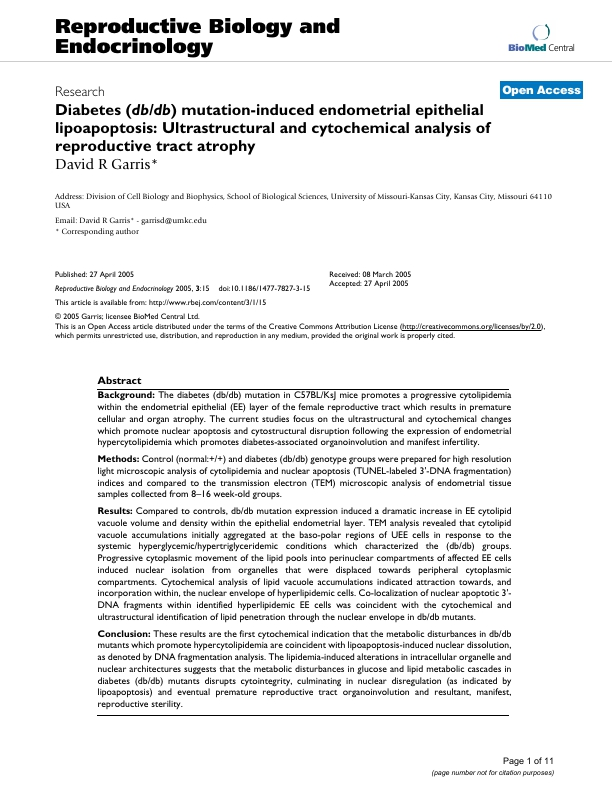 Reproductive Biology and
Endocrinology
BioMed Central
Open Access
Research
Diabetes (db/db) mutation-induced endometrial epithelial
lipoapoptosis: Ultrastructural and cytochemical analysis of
reproductive tract atrophy
David R Garris*
Address: Division of Cell Biology and Biophysics, School of Biological Sciences, University of Missouri-Kansas City, Kansas City, Missouri 64110
USA
Email: David R Garris* - garrisd@umkc.edu
* Corresponding author
Published: 27 April 2005
Reproductive Biology and Endocrinology 2005, 3:15 doi:10.1186/1477-7827-3-15
Received: 08 March 2005
Accepted: 27 April 2005
This article is available from: http://www.rbej.com/content/3/1/15
© 2005 Garris; licensee BioMed Central Ltd.
This is an Open Access article distributed under the terms of the Creative Commons Attribution License (http://creativecommons.org/licenses/by/2.0),
which permits unrestricted use, distribution, and reproduction in any medium, provided the original work is properly cited.
Abstract
Background: The diabetes (db/db) mutation in C57BL/KsJ mice promotes a progressive cytolipidemia
within the endometrial epithelial (EE) layer of the female reproductive tract which results in premature
cellular and organ atrophy. The current studies focus on the ultrastructural and cytochemical changes
which promote nuclear apoptosis and cytostructural disruption following the expression of endometrial
hypercytolipidemia which promotes diabetes-associated organoinvolution and manifest infertility.
Methods: Control (normal:+/+) and diabetes (db/db) genotype groups were prepared for high resolution
light microscopic analysis of cytolipidemia and nuclear apoptosis (TUNEL-labeled 3'-DNA fragmentation)
indices and compared to the transmission electron (TEM) microscopic analysis of endometrial tissue
samples collected from 8–16 week-old groups.
Results: Compared to controls, db/db mutation expression induced a dramatic increase in EE cytolipid
vacuole volume and density within the epithelial endometrial layer. TEM analysis revealed that cytolipid
vacuole accumulations initially aggregated at the baso-polar regions of UEE cells in response to the
systemic hyperglycemic/hypertriglyceridemic conditions which characterized the (db/db) groups.
Progressive cytoplasmic movement of the lipid pools into perinuclear compartments of affected EE cells
induced nuclear isolation from organelles that were displaced towards peripheral cytoplasmic
compartments. Cytochemical analysis of lipid vacuole accumulations indicated attraction towards, and
incorporation within, the nuclear envelope of hyperlipidemic cells. Co-localization of nuclear apoptotic 3'-
DNA fragments within identified hyperlipidemic EE cells was coincident with the cytochemical and
ultrastructural identification of lipid penetration through the nuclear envelope in db/db mutants.
Conclusion: These results are the first cytochemical indication that the metabolic disturbances in db/db
mutants which promote hypercytolipidemia are coincident with lipoapoptosis-induced nuclear dissolution,
as denoted by DNA fragmentation analysis. The lipidemia-induced alterations in intracellular organelle and
nuclear architectures suggests that the metabolic disturbances in glucose and lipid metabolic cascades in
diabetes (db/db) mutants disrupts cytointegrity, culminating in nuclear disregulation (as indicated by
lipoapoptosis) and eventual premature reproductive tract organoinvolution and resultant, manifest,
reproductive sterility.
Page 1 of 11
(page number not for citation purposes)